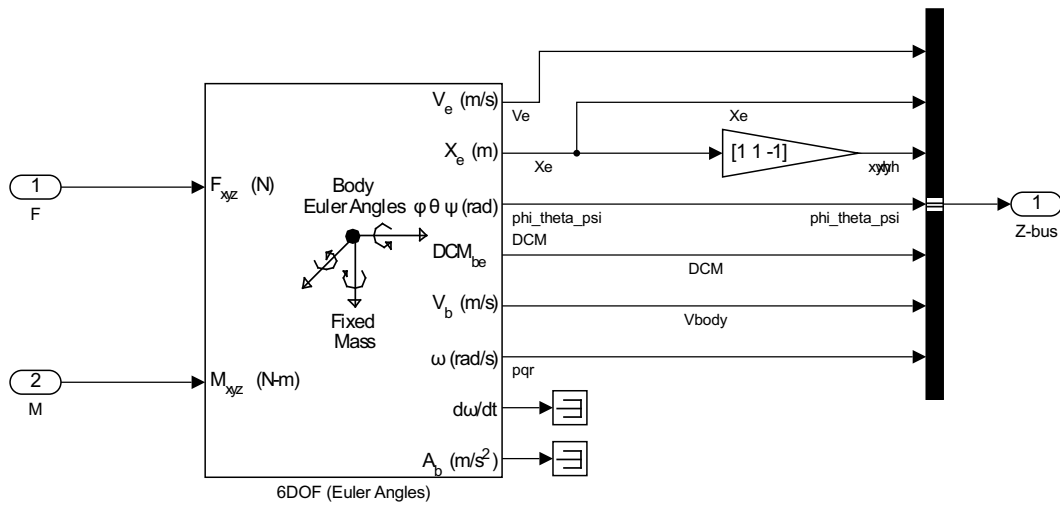 V_e (m/s)
Ve
Xe
X_e (m)
Xe
[1 1 -1]
1
F_xyz (N)
F
Body
Euler Angles φ θ ψ (rad)
phi_theta_psi
phi_theta_psi
1
Z-bus
DCM
DCM_be
DCM
V_b (m/s)
Vbody
Fixed
Mass
ω (rad/s)
pqr
2
M_xyz (N-m)
M
dω/dt
A_b (m/s²)
6DOF (Euler Angles)